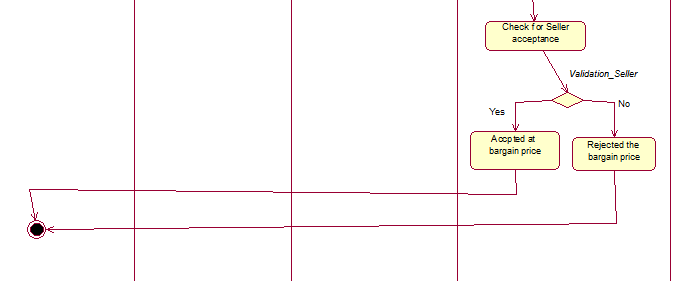 Check for Seller
acceptance
Validation_Seller
Yes
No
Accpted at
bargain price
Rejected the
bargain price